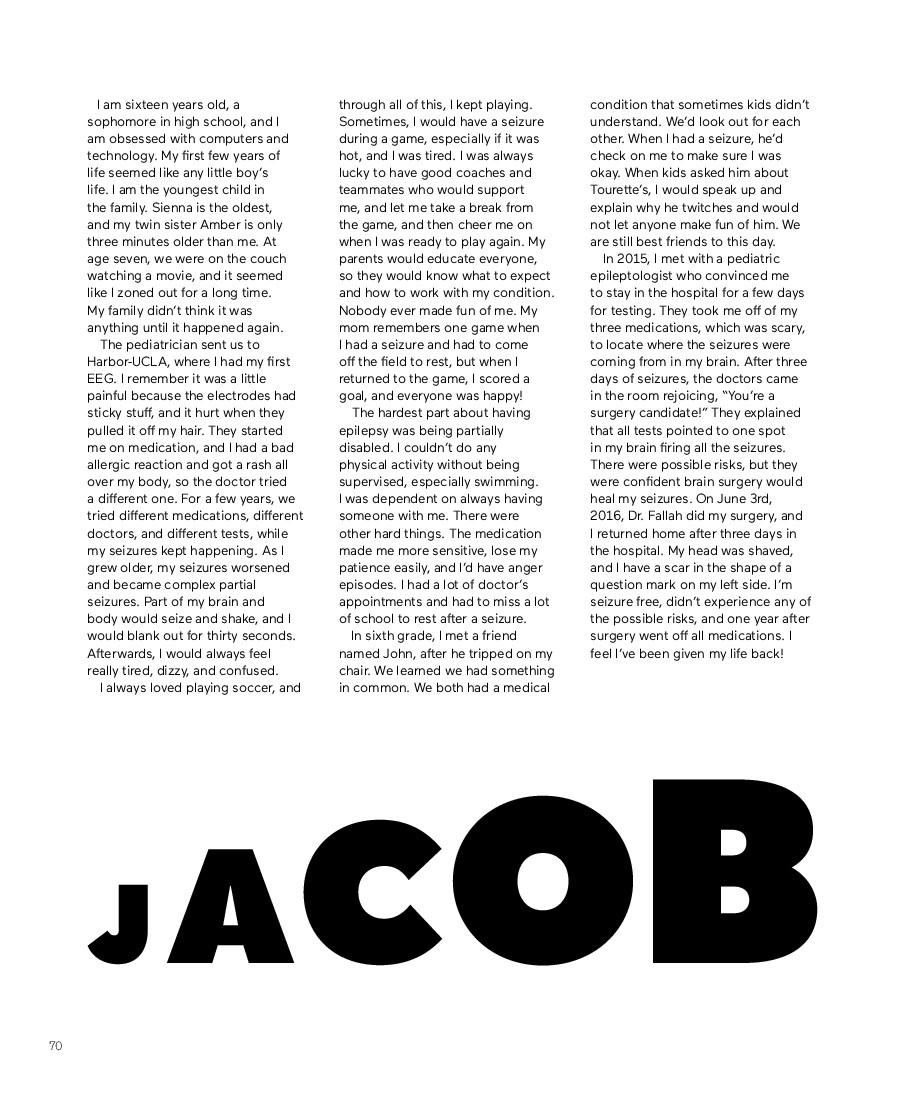 I am sixteen years old, a
sophomore in high school, and I
am obsessed with computers and
technology. My first few years of
life seemed like any little boy’s
life. I am the youngest child in
the family. Sienna is the oldest,
and my twin sister Amber is only
three minutes older than me. At
age seven, we were on the couch
watching a movie, and it seemed
like I zoned out for a long time.
My family didn’t think it was
anything until it happened again.
The pediatrician sent us to
Harbor-UCLA, where I had my first
EEG. I remember it was a little
painful because the electrodes had
sticky stuff, and it hurt when they
pulled it off my hair. They started
me on medication, and I had a bad
allergic reaction and got a rash all
over my body, so the doctor tried
a different one. For a few years, we
tried different medications, different
doctors, and different tests, while
my seizures kept happening. As I
grew older, my seizures worsened
and became complex partial
seizures. Part of my brain and
body would seize and shake, and I
would blank out for thirty seconds.
Afterwards, I would always feel
really tired, dizzy, and confused.
I always loved playing soccer, and
through all of this, I kept playing.
Sometimes, I would have a seizure
during a game, especially if it was
hot, and I was tired. I was always
lucky to have good coaches and
teammates who would support
me, and let me take a break from
the game, and then cheer me on
when I was ready to play again. My
parents would educate everyone,
so they would know what to expect
and how to work with my condition.
Nobody ever made fun of me. My
mom remembers one game when
I had a seizure and had to come
off the field to rest, but when I
returned to the game, I scored a
goal, and everyone was happy!
The hardest part about having
epilepsy was being partially
disabled. I couldn’t do any
physical activity without being
supervised, especially swimming.
I was dependent on always having
someone with me. There were
other hard things. The medication
made me more sensitive, lose my
patience easily, and I’d have anger
episodes. I had a lot of doctor’s
appointments and had to miss a lot
of school to rest after a seizure.
In sixth grade, I met a friend
named John, after he tripped on my
chair. We learned we had something
in common. We both had a medical
condition that sometimes kids didn’t
understand. We’d look out for each
other. When I had a seizure, he’d
check on me to make sure I was
okay. When kids asked him about
Tourette’s, I would speak up and
explain why he twitches and would
not let anyone make fun of him. We
are still best friends to this day.
In 2015, I met with a pediatric
epileptologist who convinced me
to stay in the hospital for a few days
for testing. They took me off of my
three medications, which was scary,
to locate where the seizures were
coming from in my brain. After three
days of seizures, the doctors came
in the room rejoicing, “You’re a
surgery candidate!” They explained
that all tests pointed to one spot
in my brain firing all the seizures.
There were possible risks, but they
were confident brain surgery would
heal my seizures. On June 3rd,
2016, Dr. Fallah did my surgery, and
I returned home after three days in
the hospital. My head was shaved,
and I have a scar in the shape of a
question mark on my left side. I’m
seizure free, didn’t experience any of
the possible risks, and one year after
surgery went off all medications. I
feel I’ve been given my life back!
JACOB
70